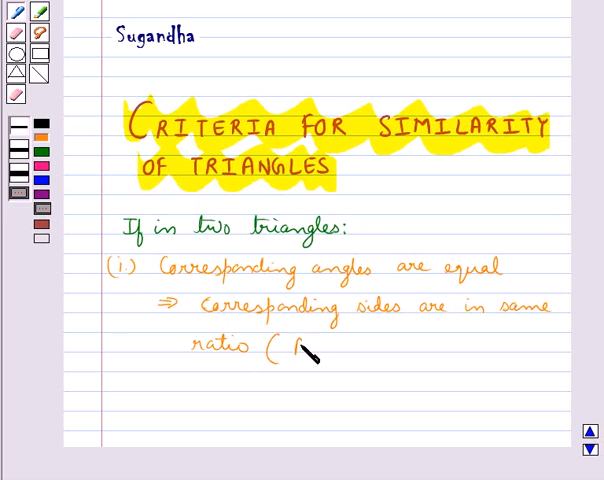 Sugandha
CRITERIA FOR SIMILARITY
OF TRIANGLES
If in two triangles:
(i.) Corresponding angles are equal
⇒ Corresponding sides are in same
ratio (